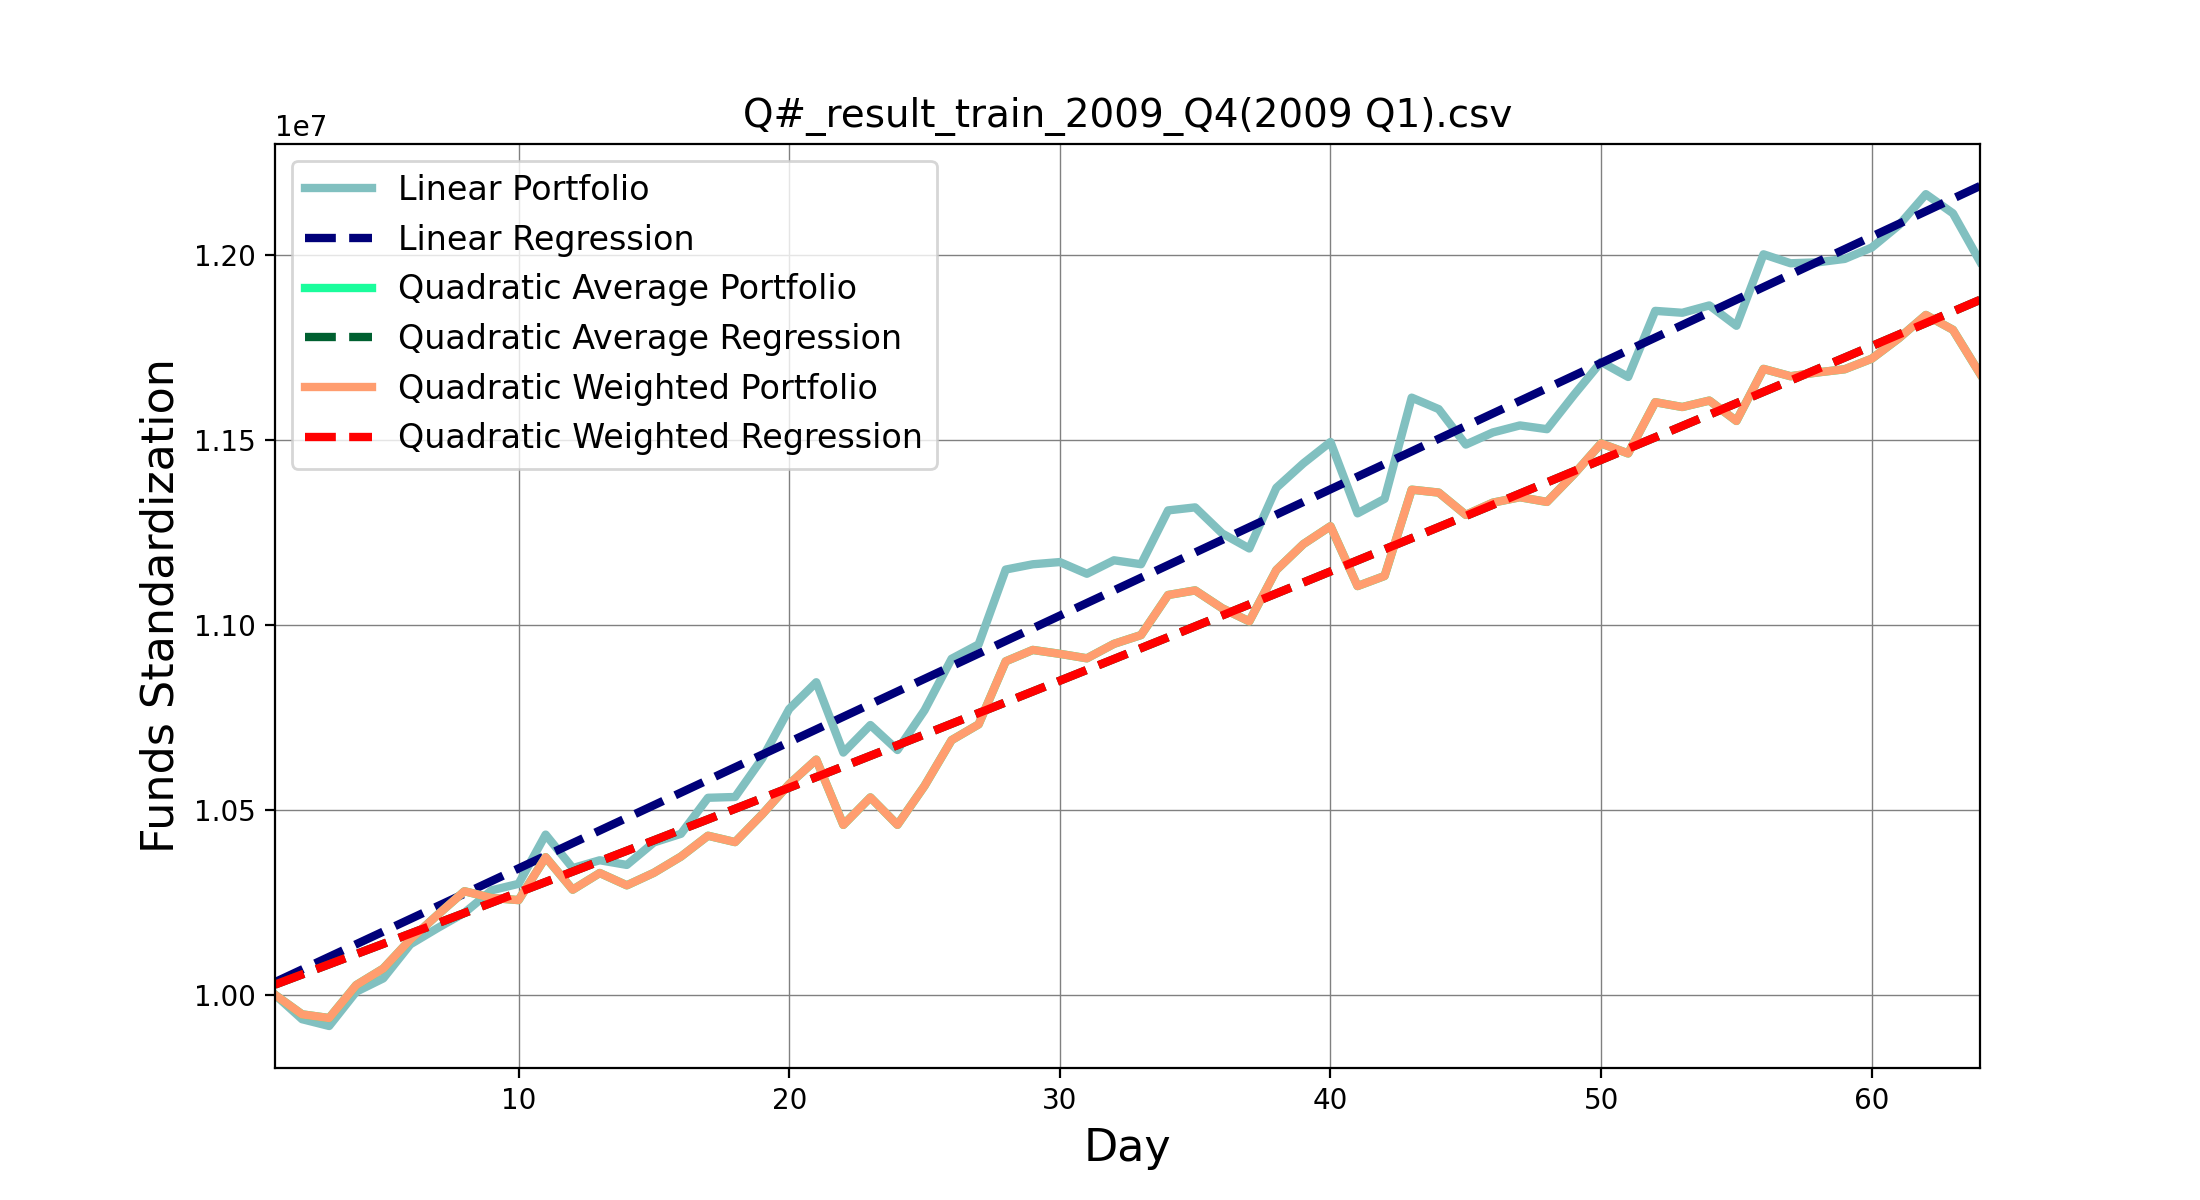 Q#_result_train_2009_Q4(2009 Q1).csv
1e7
Linear Portfolio
Linear Regression
Quadratic Average Portfolio
Quadratic Average Regression
Quadratic Weighted Portfolio
Quadratic Weighted Regression
1.20
1.15
1.10
1.05
1.00
Funds Standardization
10 20 30 40 50 60
Day